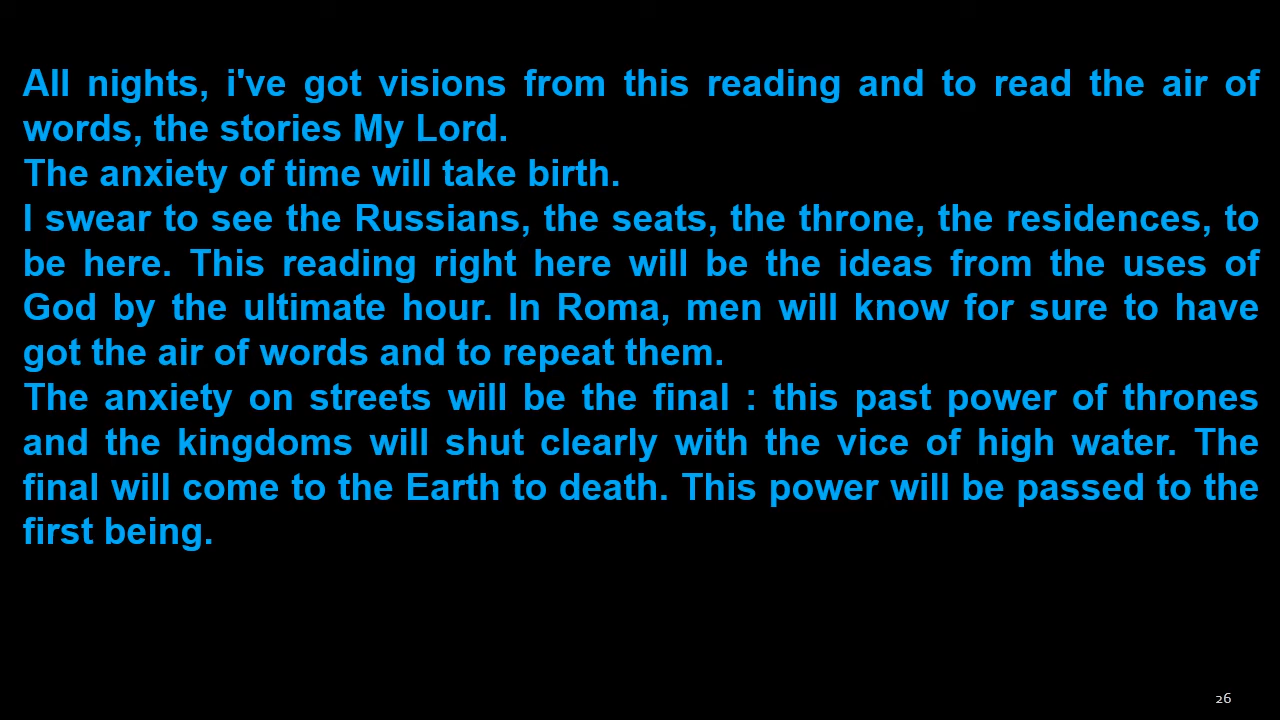 All nights, i've got visions from this reading and to read the air of
words, the stories My Lord.
The anxiety of time will take birth.
I swear to see the Russians, the seats, the throne, the residences, to
be here. This reading right here will be the ideas from the uses of
God by the ultimate hour. In Roma, men will know for sure to have
got the air of words and to repeat them.
The anxiety on streets will be the final : this past power of thrones
and the kingdoms will shut clearly with the vice of high water. The
final will come to the Earth to death. This power will be passed to the
first being.
26